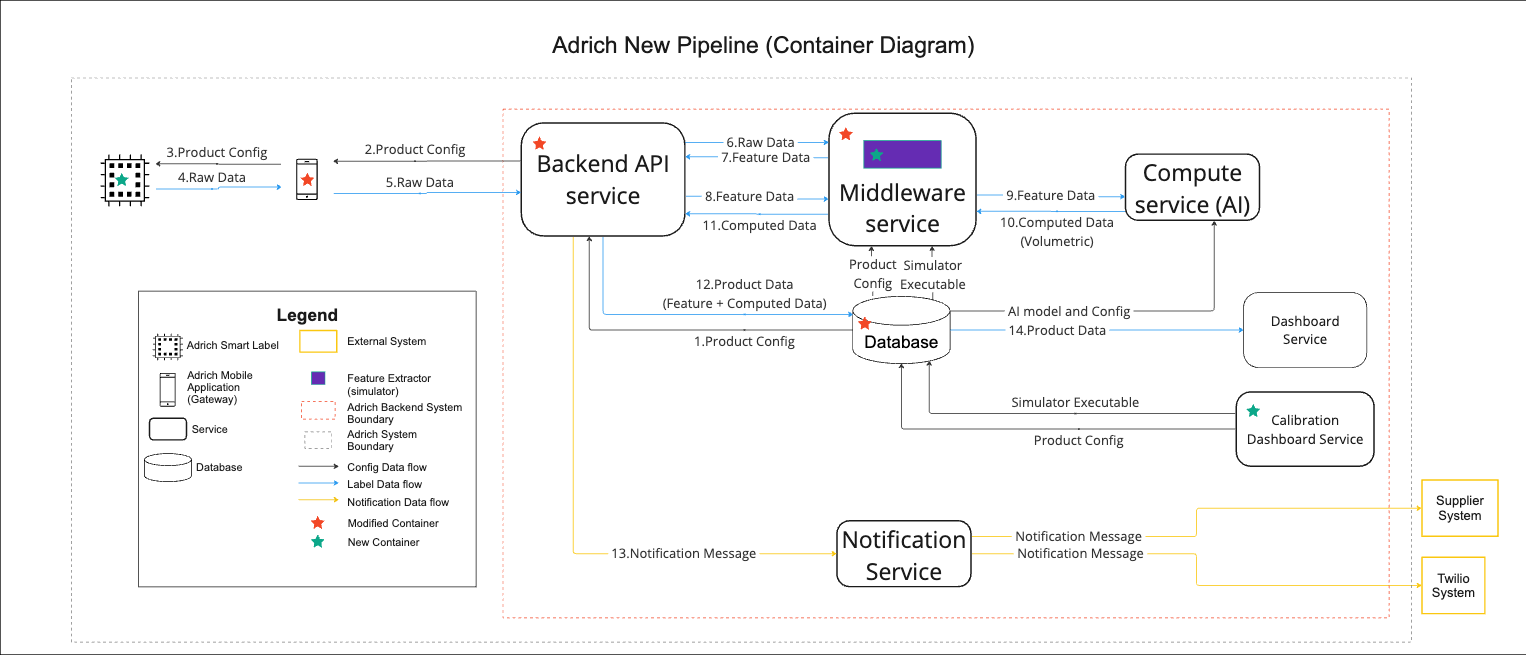 Adrich New Pipeline (Container Diagram)
3.Product Config
4.Raw Data
2.Product Config
5.Raw Data
Backend API
service
6.Raw Data
7.Feature Data
8.Feature Data
11.Computed Data
Middleware
service
9.Feature Data
10.Computed Data
(Volumetric)
Compute
service (AI)
Product
Config
Simulator
Executable
12.Product Data
(Feature + Computed Data)
1.Product Config
Database
AI model and Config
14.Product Data
Dashboard
Service
Simulator Executable
Product Config
Calibration
Dashboard Service
13.Notification Message
Notification
Service
Notification Message
Notification Message
Supplier
System
Twilio
System
Legend
Adrich Smart Label
Adrich Mobile
Application
(Gateway)
Service
Database
External System
Feature Extractor
(simulator)
Adrich Backend System
Boundary
Adrich System
Boundary
Config Data flow
Label Data flow
Notification Data flow
Modified Container
New Container